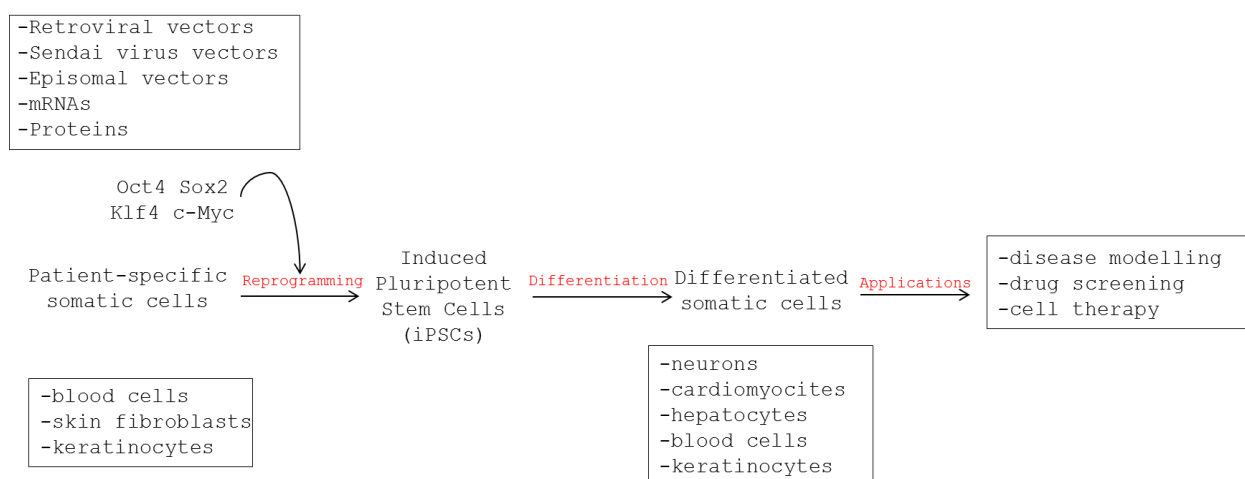 -Retroviral vectors
-Sendai virus vectors
-Episomal vectors
-mRNAs
-Proteins
Oct4 Sox2
Klf4 c-Myc
Patient-specific
somatic cells
Reprogramming
Induced
Pluripotent
Stem Cells
(iPSCs)
Differentiation
Differentiated
somatic cells
Applications
-disease modelling
-drug screening
-cell therapy
-blood cells
-skin fibroblasts
-keratinocytes
-neurons
-cardiomyocites
-hepatocytes
-blood cells
-keratinocytes